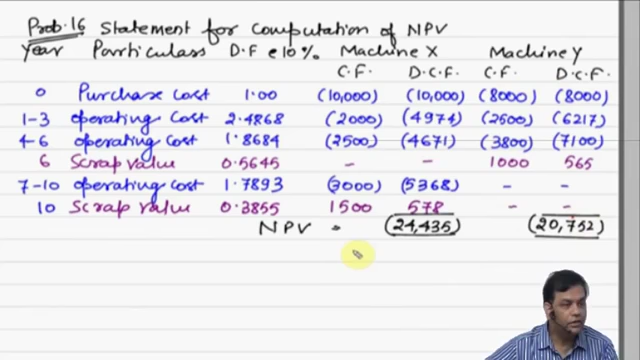 Prob.16 Statement for Computation of NPV
Year Particulars D.F @ 10% Machine X Machine Y
C.F. D.C.F. C.F. D.C.F.
0 Purchase cost 1.00 (10,000) (10,000) (8000) (8000)
1-3 Operating cost 2.4868 (2000) (4974) (2500) (6217)
4-6 Operating cost 1.8684 (2500) (4671) (3800) (7100)
6 Scrap value 0.5645 - - 1000 565
7-10 Operating cost 1.7893 (3000) (5368) - -
10 Scrap value 0.3855 1500 578 - -
NPV = (24,435) (20,752)